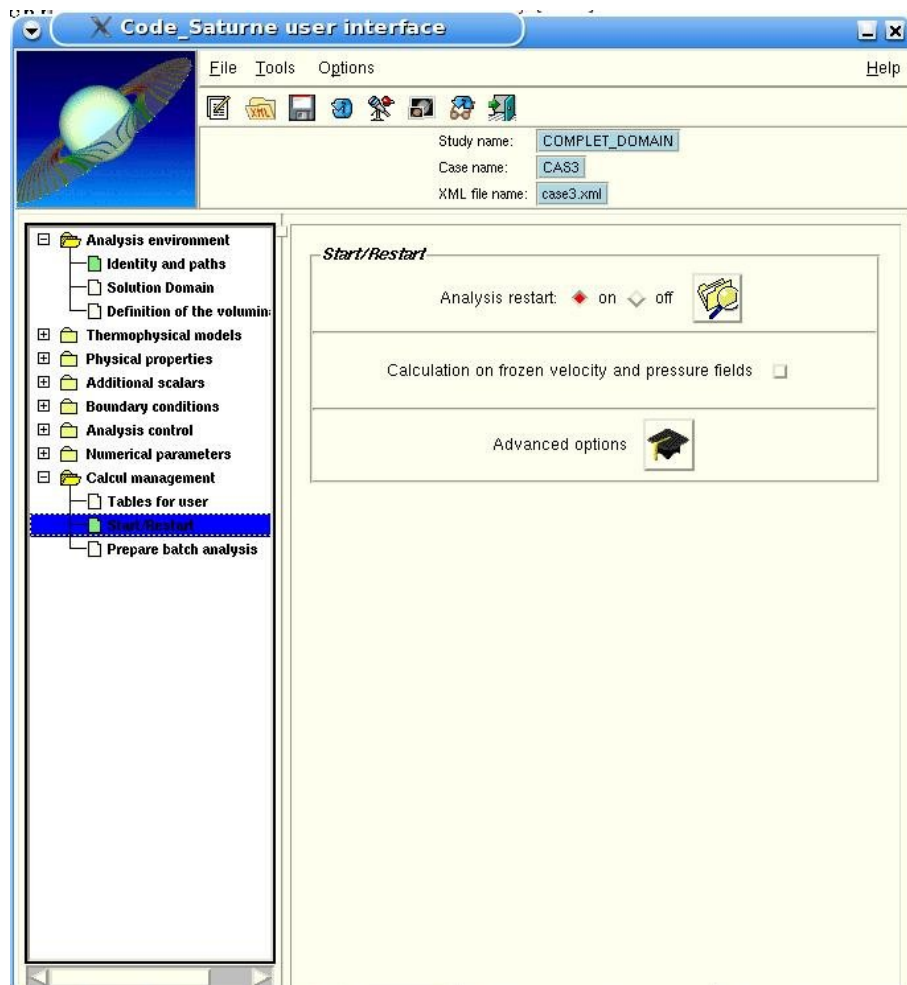 Code_Saturne user interface
File Tools Options Help
Study name: COMPLET_DOMAIN
Case name: CAS3
XML file name: case3.xml
Analysis environment
Identity and paths
Solution Domain
Definition of the volumin
Thermophysical models
Physical properties
Additional scalars
Boundary conditions
Analysis control
Numerical parameters
Calcul management
Tables for user
Start/Restart
Prepare batch analysis
Start/Restart
Analysis restart: on off
Calculation on frozen velocity and pressure fields
Advanced options